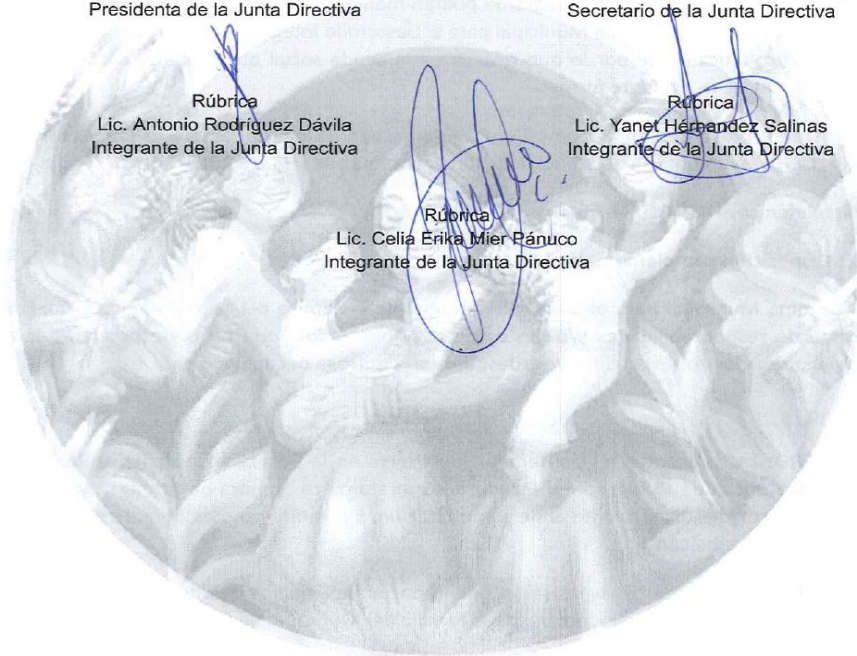 Presidenta de la Junta Directiva
Secretario de la Junta Directiva
Rúbrica
Lic. Antonio Rodríguez Dávila
Integrante de la Junta Directiva
Rúbrica
Lic. Yanet Hernandez Salinas
Integrante de la Junta Directiva
Rúbrica
Lic. Celia Erika Mier Pánuco
Integrante de la Junta Directiva